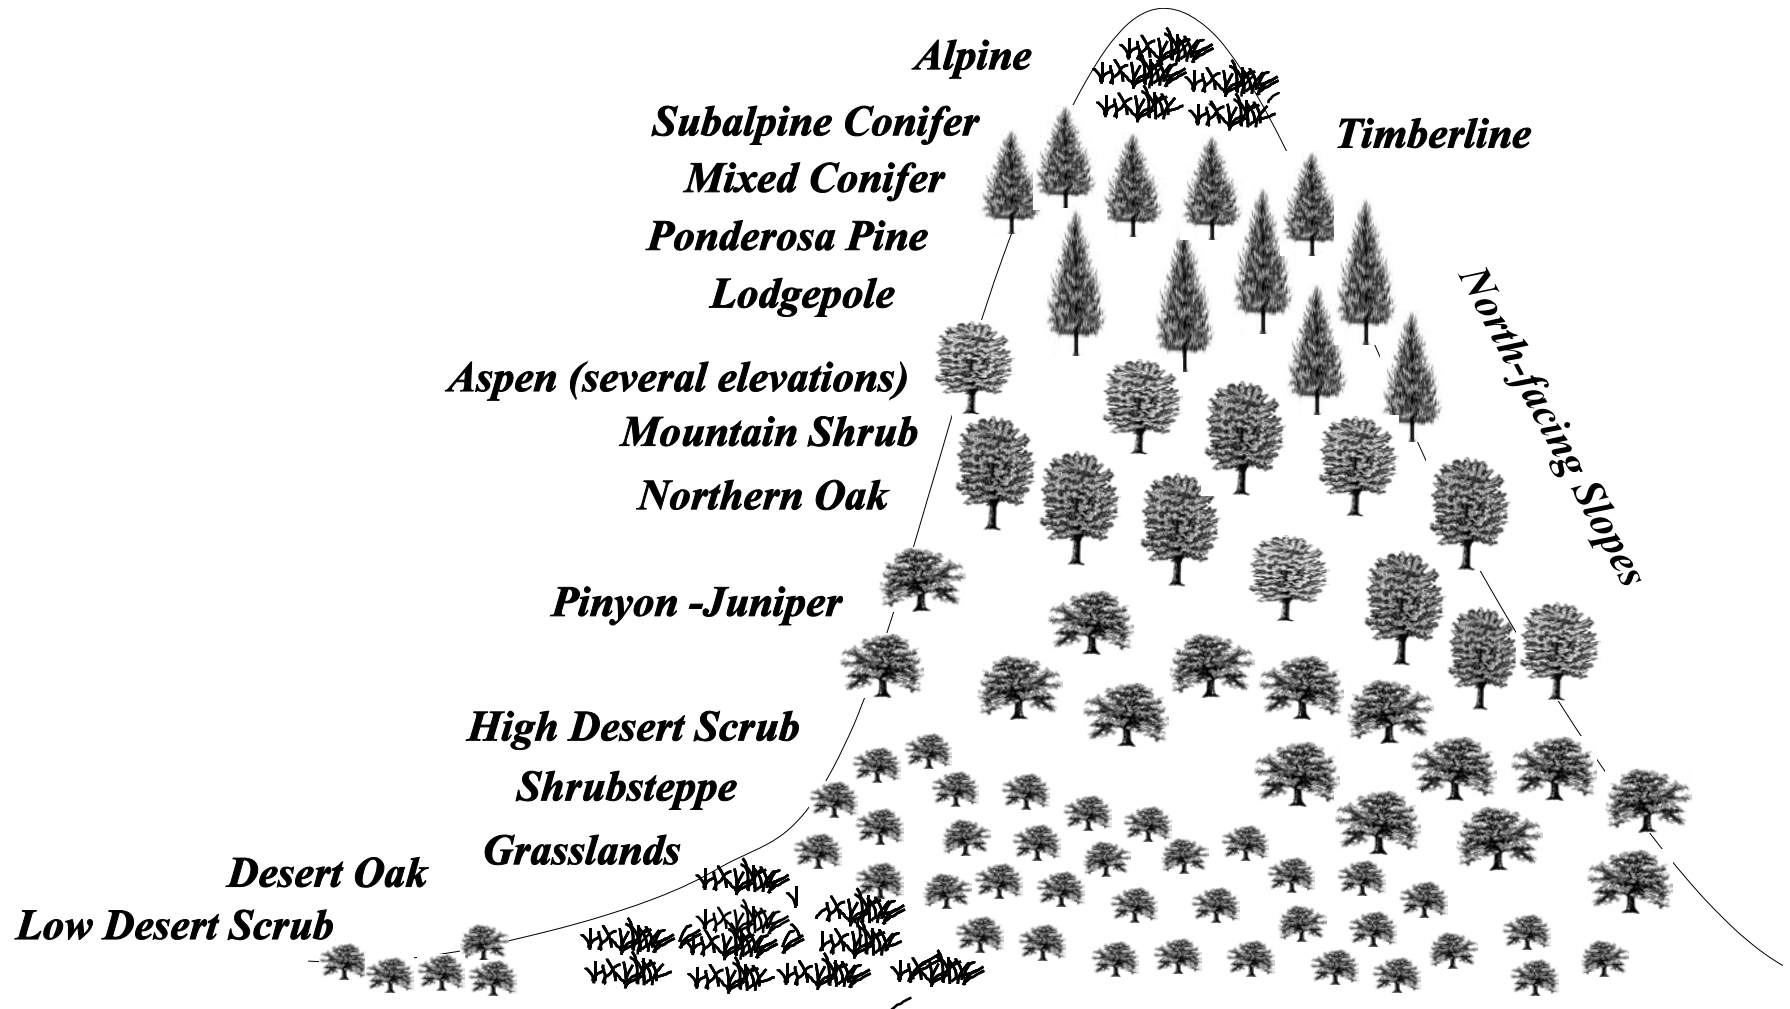 Alpine
Subalpine Conifer
Timberline
Mixed Conifer
Ponderosa Pine
Lodgepole
North-facing Slopes
Aspen (several elevations)
Mountain Shrub
Northern Oak
Pinyon -Juniper
High Desert Scrub
Shrubsteppe
Grasslands
Desert Oak
Low Desert Scrub